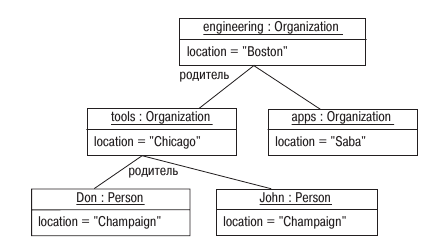 engineering : Organization
location = "Boston"
родитель
tools : Organization
apps : Organization
location = "Chicago"
location = "Saba"
родитель
Don : Person
John : Person
location = "Champaign"
location = "Champaign"